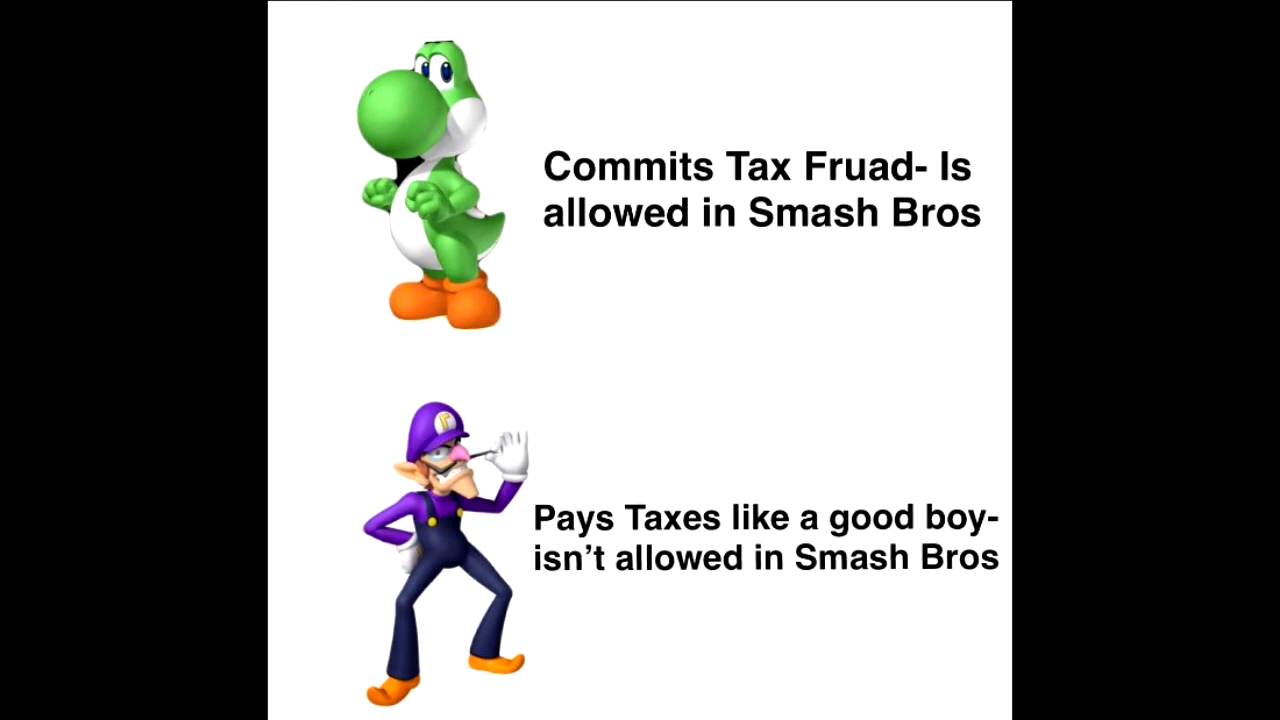 Commits Tax Fruad- Is
allowed in Smash Bros
Pays Taxes like a good boy-
isn’t allowed in Smash Bros